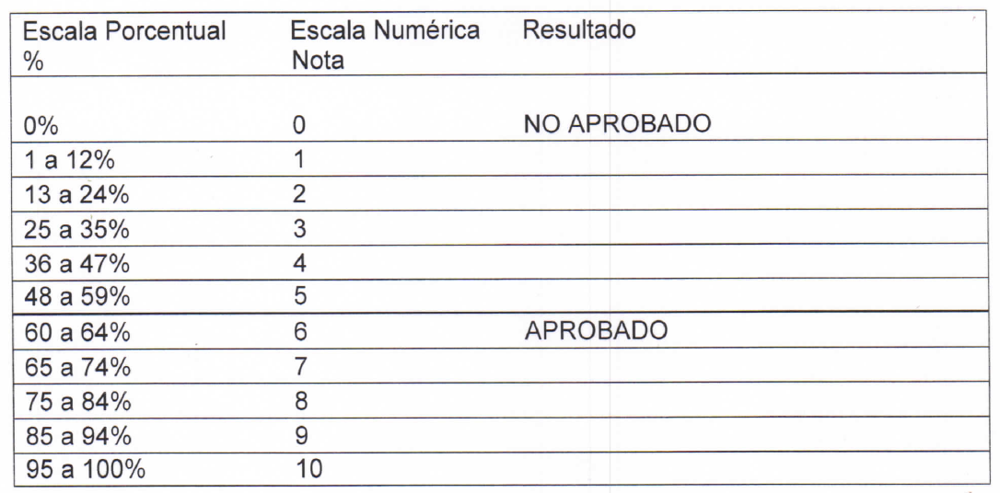 Escala Porcentual Escala Numérica Resultado
% Nota
0% 0 NO APROBADO
1 a 12% 1
13 a 24% 2
25 a 35% 3
36 a 47% 4
48 a 59% 5
60 a 64% 6 APROBADO
65 a 74% 7
75 a 84% 8
85 a 94% 9
95 a 100% 10